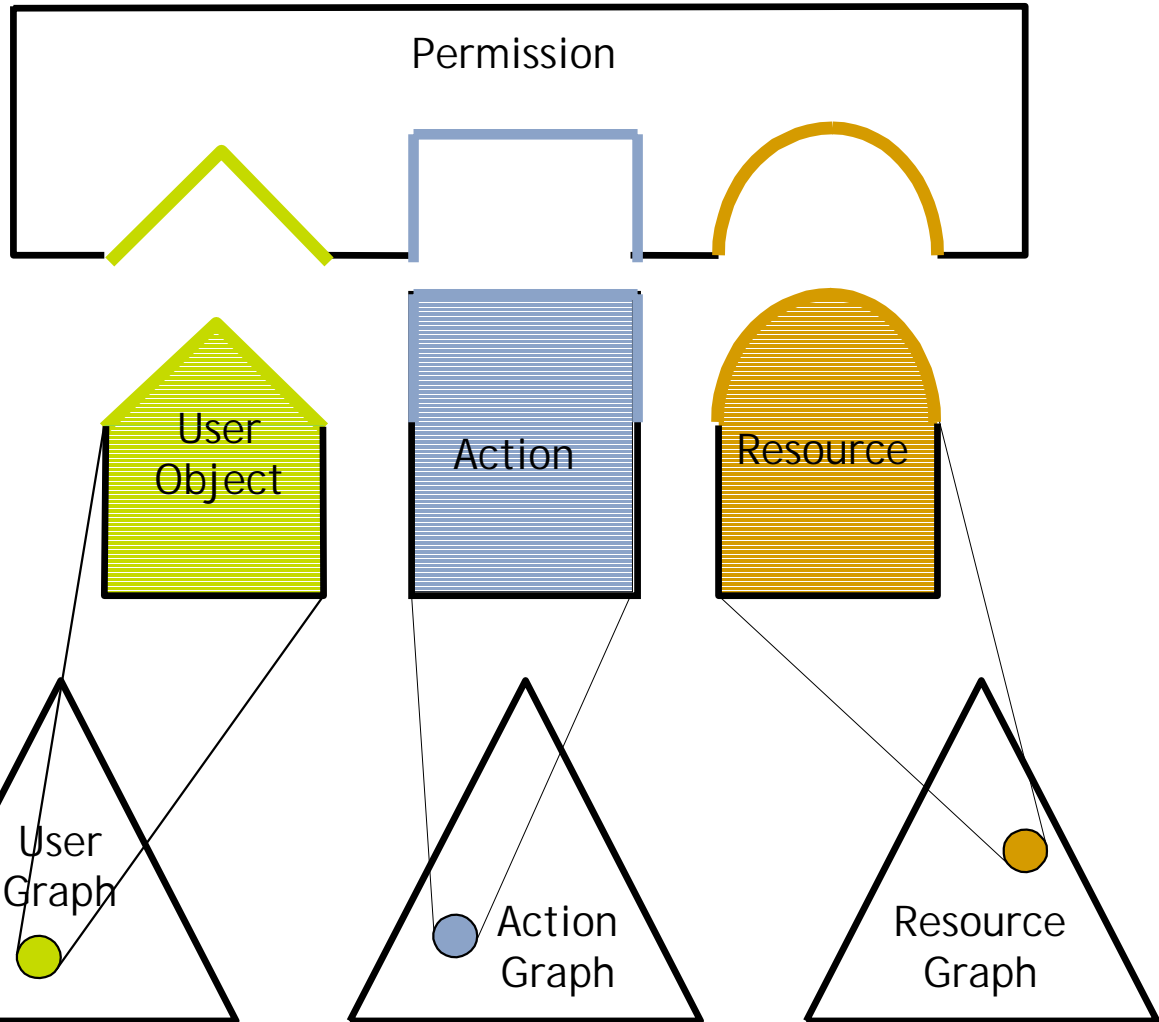 Permission
User
Object
Action
Resource
User
Graph
Action
Graph
Resource
Graph